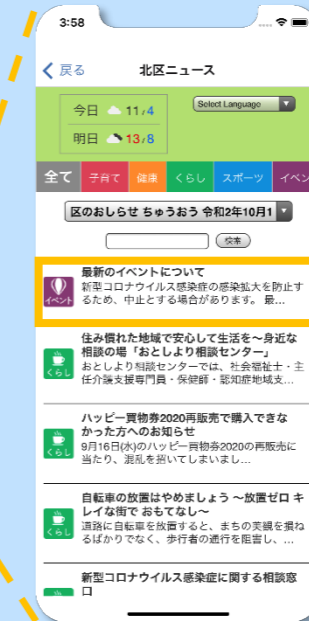 3:58
戻る
北区ニュース
今日 11/4
明日 13/8
Select Language
全て 子育て 健康 くらし スポーツ イベン
区のおしらせ ちゅうおう 令和2年10月1
検索
最新のイベントについて
新型コロナウイルス感染症の感染拡大を防止す
るため、中止とする場合があります。 最…
イベント
住み慣れた地域で安心して生活を～身近な
相談の場「おとしより相談センター」
おとしより相談センターでは、社会福祉士・主
任介護支援専門員・保健師・認知症地域支…
くらし
ハッピー買物券2020再販売で購入できな
かった方へのお知らせ
9月16日(水)のハッピー買物券2020の再販売に
当たり、混乱を招いてしまいまし…
くらし
自転車の放置はやめましょう ～放置ゼロ キ
レイな街で おもてなし～
道路に自転車を放置すると、まちの美観を損ね
るばかりでなく、歩行者の通行を阻害し、…
くらし
新型コロナウイルス感染症に関する相談窓
口